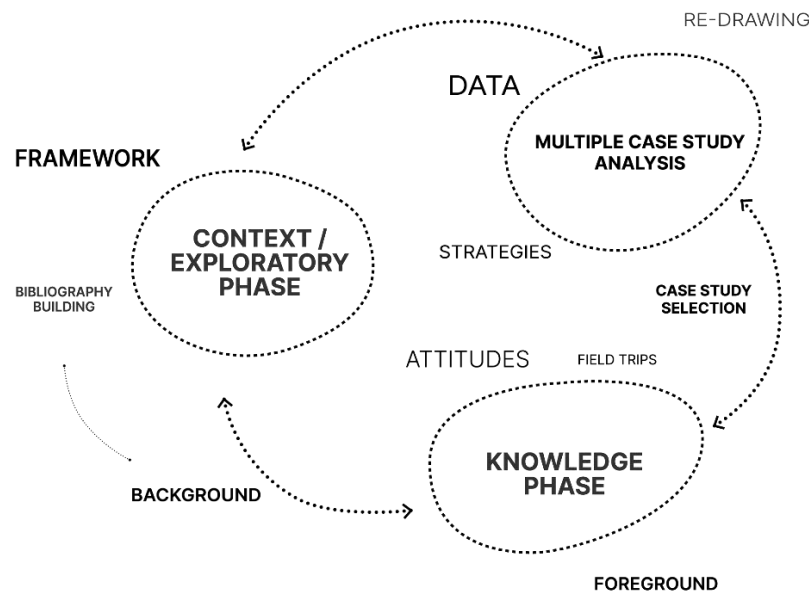 RE-DRAWING
DATA
MULTIPLE CASE STUDY
ANALYSIS
FRAMEWORK
CONTEXT /
EXPLORATORY
PHASE
STRATEGIES
BIBLIOGRAPHY
BUILDING
CASE STUDY
SELECTION
ATTITUDES
FIELD TRIPS
KNOWLEDGE
PHASE
BACKGROUND
FOREGROUND